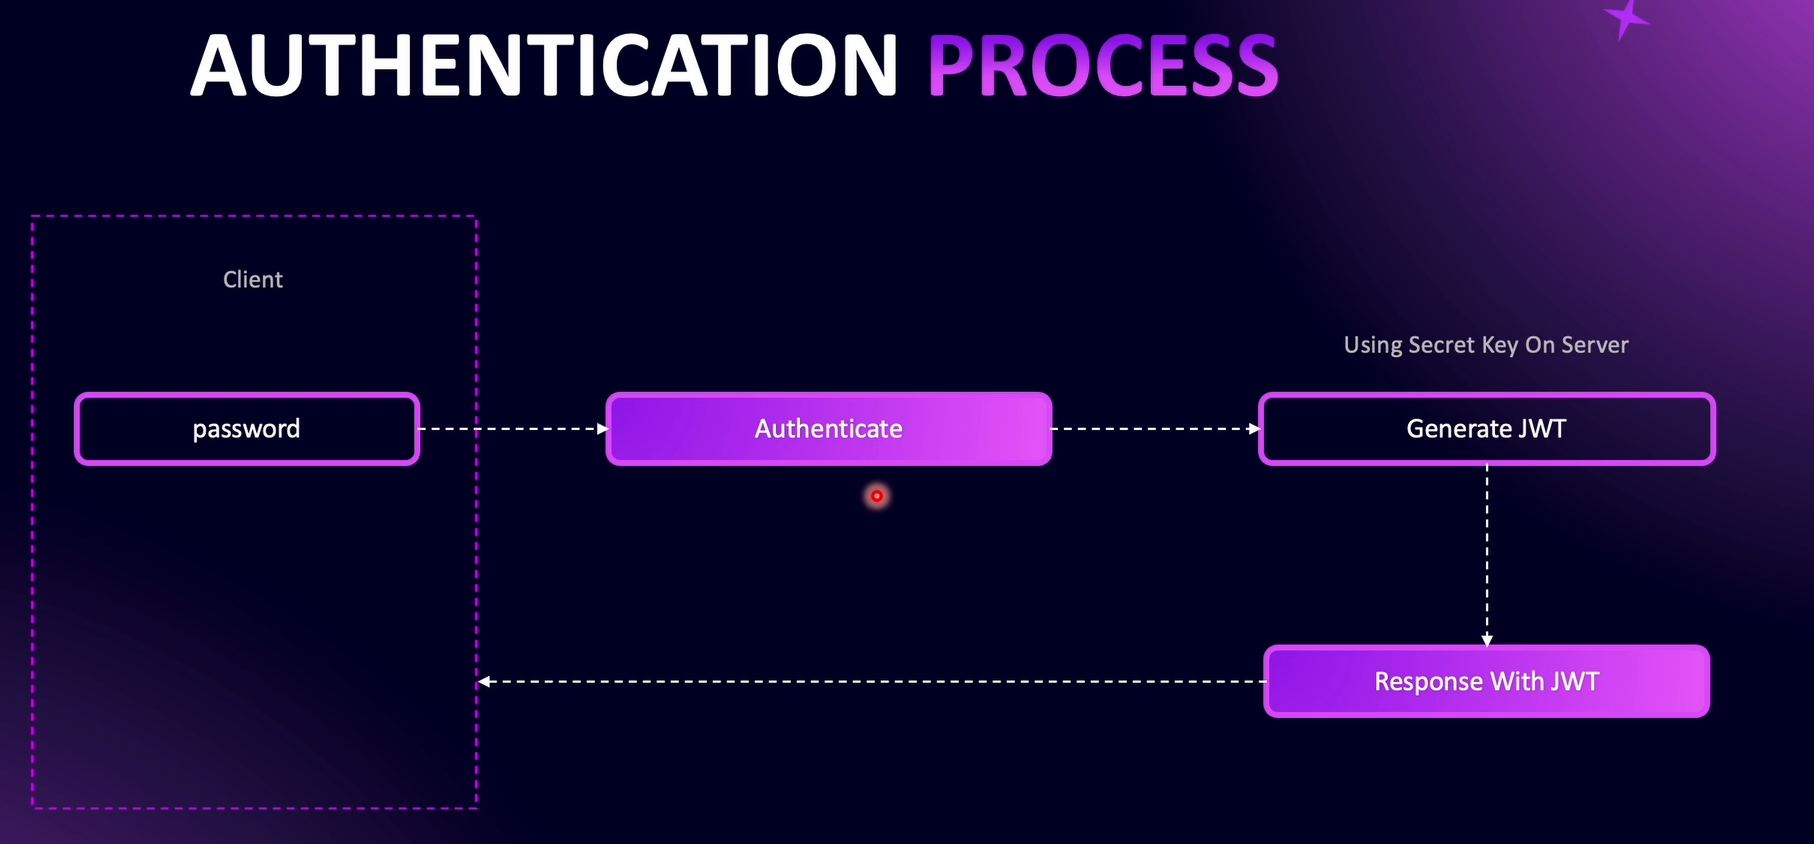 AUTHENTICATION PROCESS
Client
Using Secret Key On Server
password
Authenticate
Generate JWT
Response With JWT